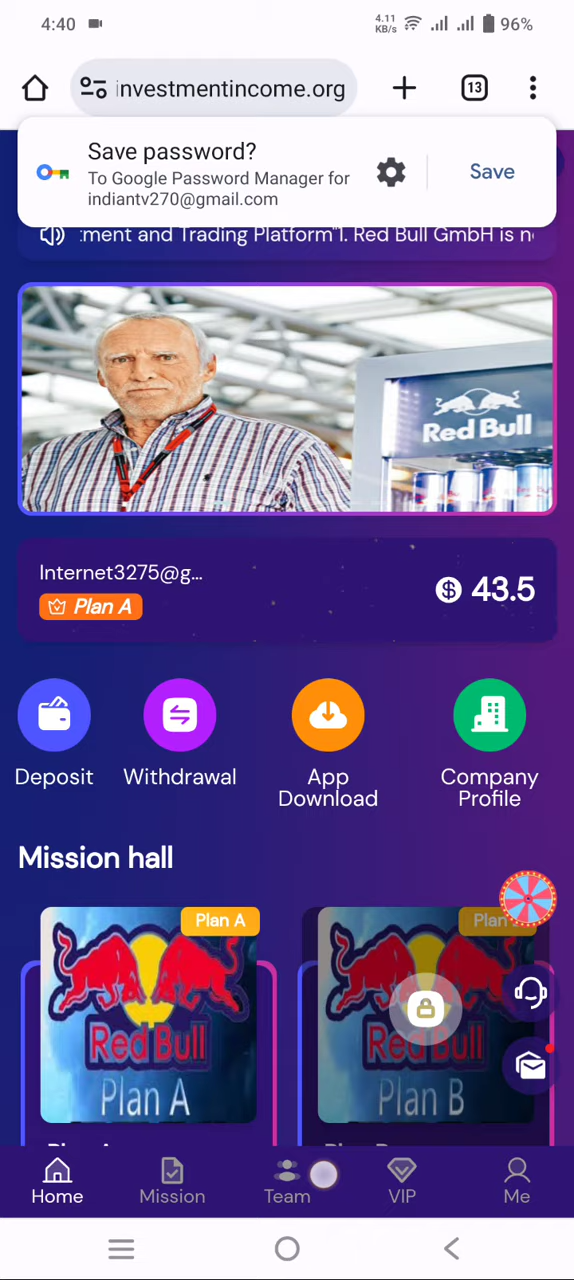 4:40
4.11
KB/s
96%
investmentincome.org
13
Save password?
To Google Password Manager for
indiantv270@gmail.com
Save
ment and Trading Platform"1. Red Bull GmbH is
Red Bull
Internet3275@g...
Plan A
$ 43.5
Deposit
Withdrawal
App
Download
Company
Profile
Mission hall
Plan A
Plan
Red Bull
Red Bull
Plan A
Plan B
Home
Mission
Team
VIP
Me